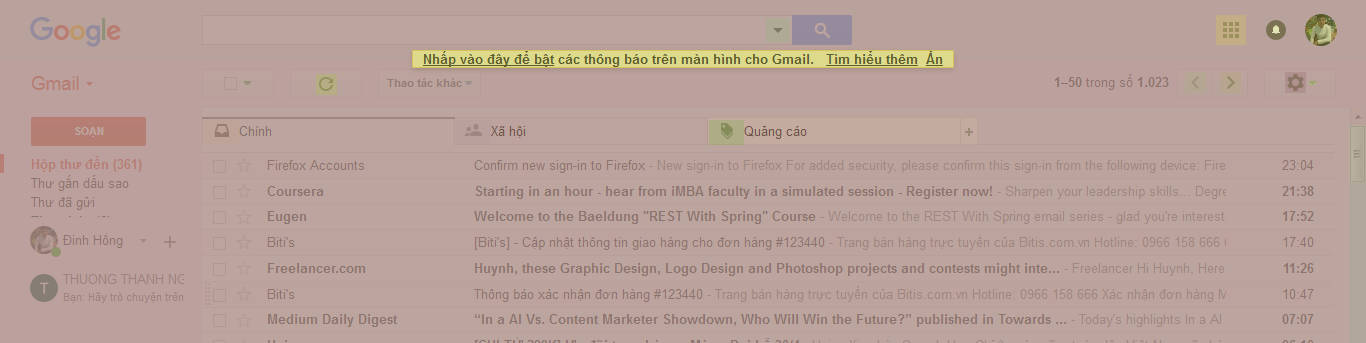 Google
Nhấp vào đây để bật các thông báo trên màn hình cho Gmail. Tìm hiểu thêm Ẩn
Gmail
Thao tác khác
1–50 trong số 1.023
SOẠN
Chính
Xã hội
Quảng cáo
+
Hộp thư đến (361)
Thư gắn dấu sao
Thư đã gửi
Đinh Hồng
T
THUONG THANH NG
Bạn: Hãy trò chuyện trên
Firefox Accounts Confirm new sign-in to Firefox - New sign-in to Firefox For added security, please confirm this sign-in from the following device: Fire 23:04
Coursera Starting in an hour - hear from iMBA faculty in a simulated session - Register now! - Sharpen your leadership skills... Degre 21:38
Eugen Welcome to the Baeldung "REST With Spring" Course - Welcome to the REST With Spring email series - glad you're interest 17:52
Biti's [Biti's] - Cập nhật thông tin giao hàng cho đơn hàng #123440 - Trang bán hàng trực tuyến của Bitis.com.vn Hotline: 0966 158 666 17:40
Freelancer.com Huynh, these Graphic Design, Logo Design and Photoshop projects and contests might inte... - Freelancer Hi Huynh, Here 11:26
Biti's Thông báo xác nhận đơn hàng #123440 - Trang bán hàng trực tuyến của Bitis.com.vn Hotline: 0966 158 666 Xác nhận đơn hàng 10:47
Medium Daily Digest “In a AI Vs. Content Marketer Showdown, Who Will Win the Future?” published in Towards ... - Today's highlights In a AI 07:07